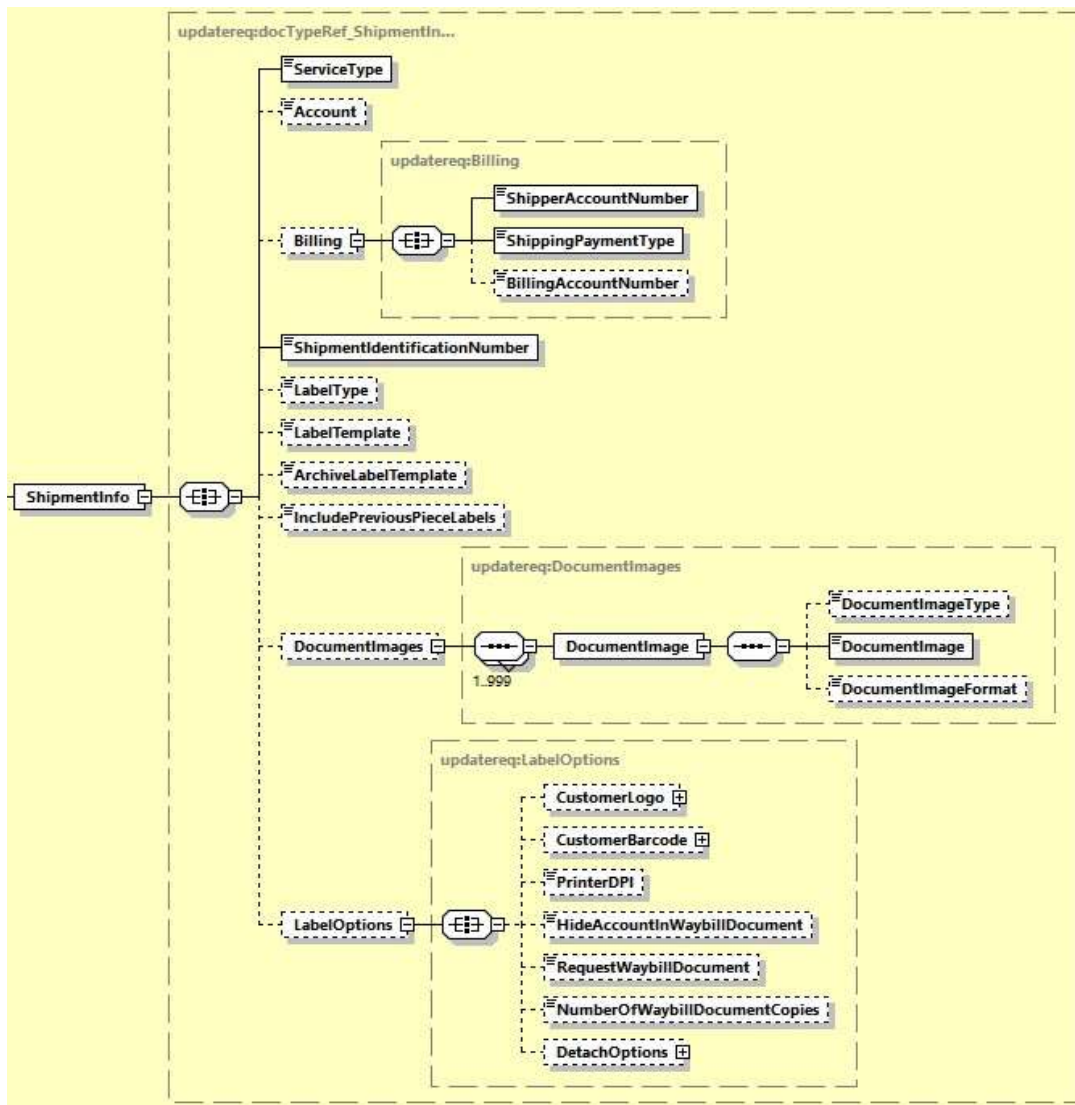 updatereq:docTypeRef_ShipmentIn...
ServiceType
Account
updatereq:Billing
ShipperAccountNumber
Billing
ShippingPaymentType
BillingAccountNumber
ShipmentIdentificationNumber
LabelType
LabelTemplate
ArchiveLabelTemplate
ShipmentInfo
IncludePreviousPieceLabels
updatereq:DocumentImages
DocumentImageType
DocumentImages
DocumentImage
DocumentImage
1..999
DocumentImageFormat
updatereq:LabelOptions
CustomerLogo
CustomerBarcode
PrinterDPI
LabelOptions
HideAccountInWaybillDocument
RequestWaybillDocument
NumberOfWaybillDocumentCopies
DetachOptions